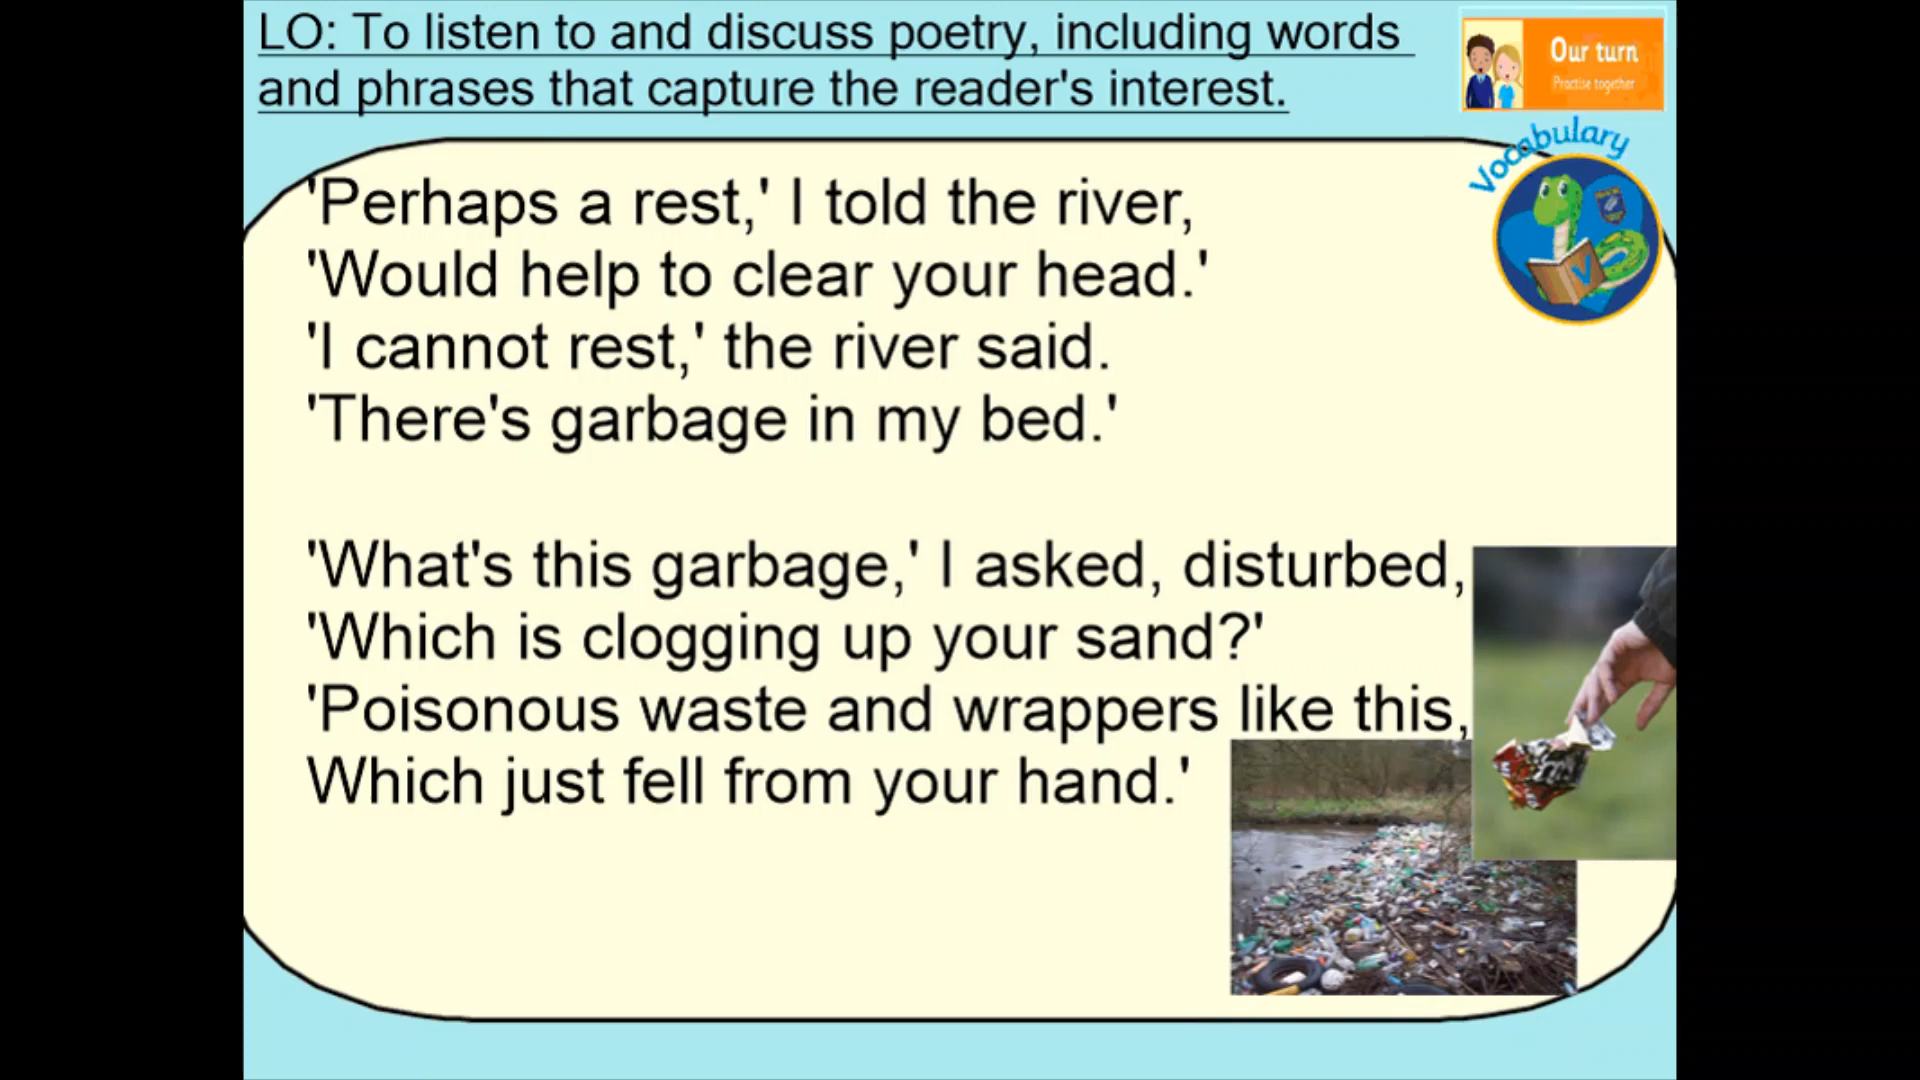 LO: To listen to and discuss poetry, including words
and phrases that capture the reader's interest.
Our turn
Practise together
Vocabulary
'Perhaps a rest,' I told the river,
'Would help to clear your head.'
'I cannot rest,' the river said.
'There's garbage in my bed.'
'What's this garbage,' I asked, disturbed,
'Which is clogging up your sand?'
'Poisonous waste and wrappers like this,
Which just fell from your hand.'
V